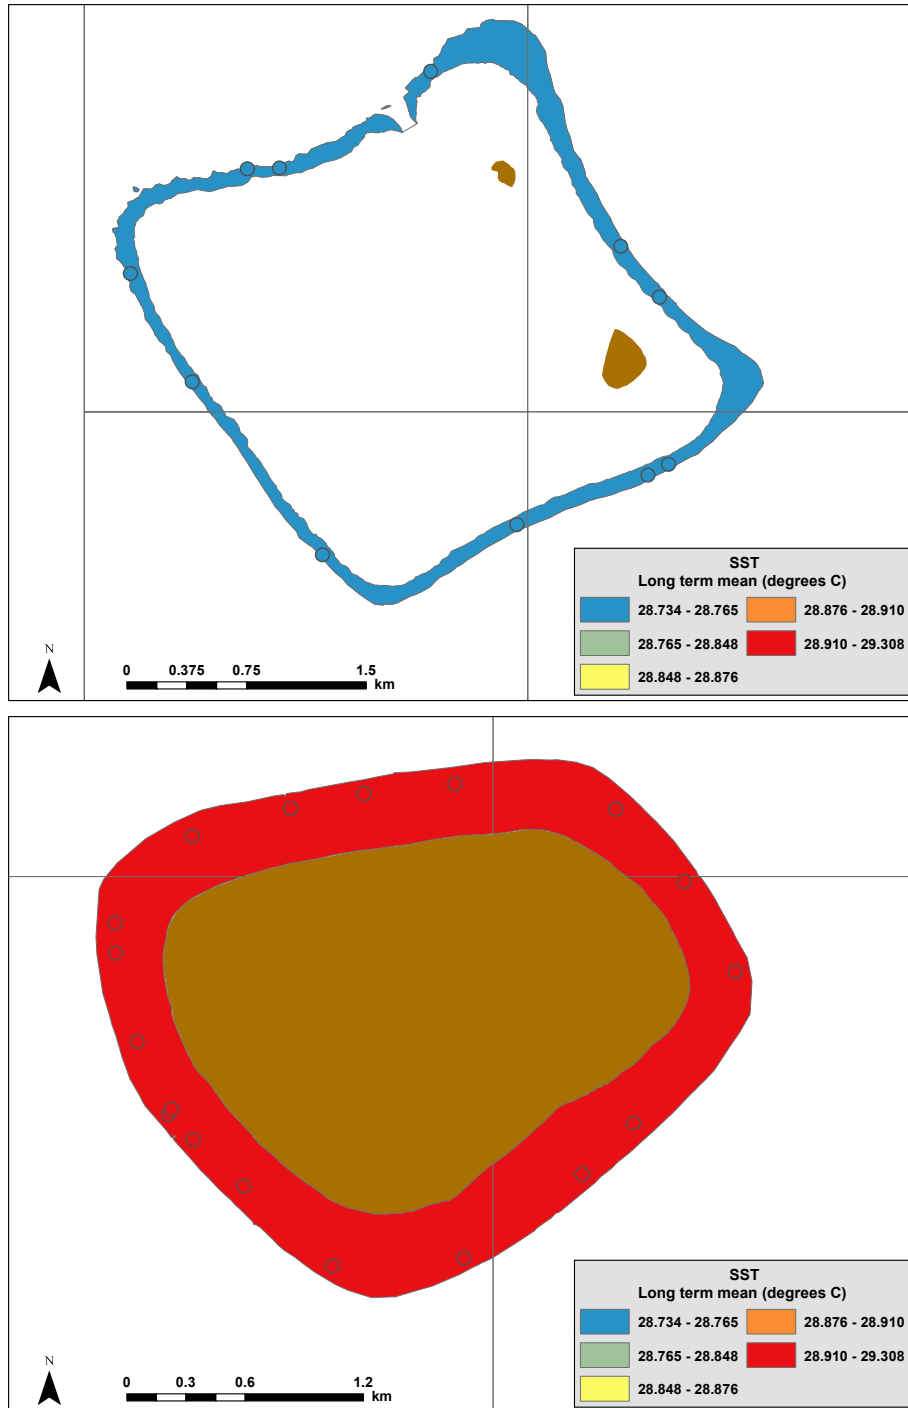 SST
Long term mean (degrees C)
28.734 - 28.765 28.876 - 28.910
28.765 - 28.848 28.910 - 29.308
28.848 - 28.876
N
0 0.375 0.75 1.5
km
SST
Long term mean (degrees C)
28.734 - 28.765 28.876 - 28.910
28.765 - 28.848 28.910 - 29.308
28.848 - 28.876
N
0 0.3 0.6 1.2
km